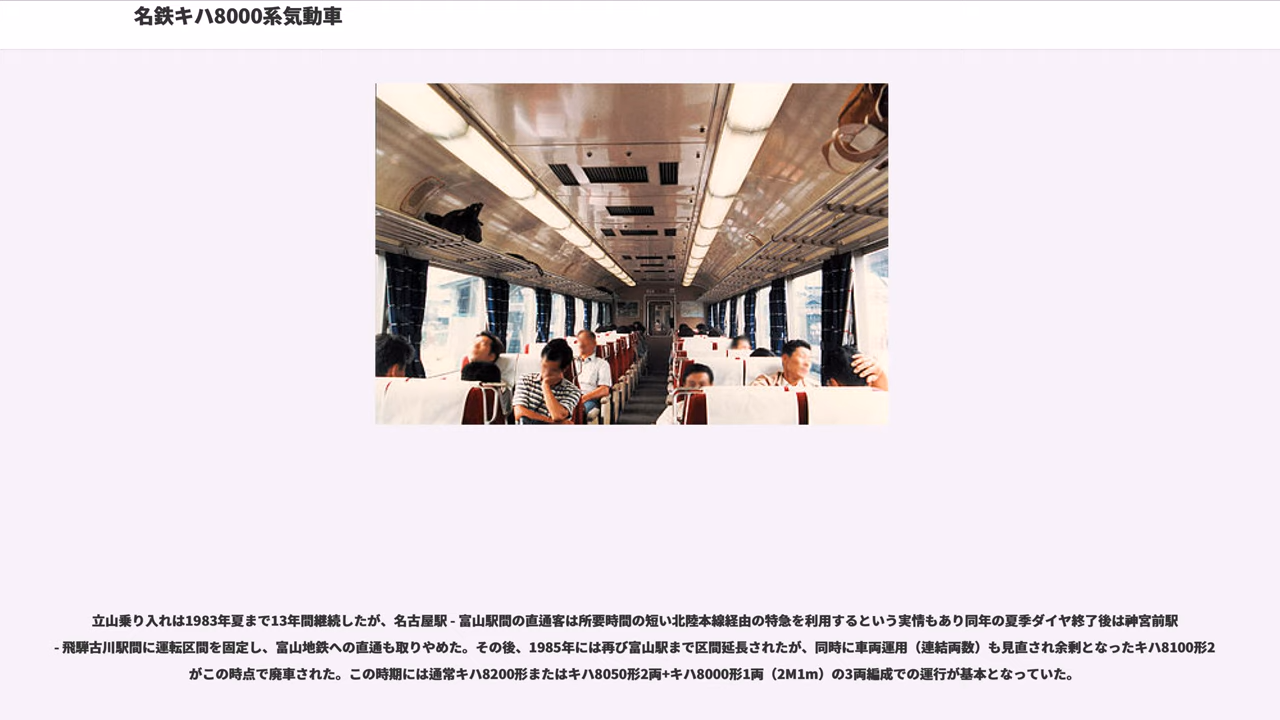 名鉄キハ8000系気動車
立山乗り入れは1983年夏まで13年間継続したが、名古屋駅 - 富山駅間の直通客は所要時間の短い北陸本線経由の特急を利用するという実情もあり同年の夏季ダイヤ終了後は神宮前駅
- 飛騨古川駅間に運転区間を固定し、富山地鉄への直通も取りやめた。その後、1985年には再び富山駅まで区間延長されたが、同時に車両運用（連結両数）も見直され余剰となったキハ8100形2
がこの時点で廃車された。この時期には通常キハ8200形またはキハ8050形2両+キハ8000形1両（2M1m）の3両編成での運行が基本となっていた。